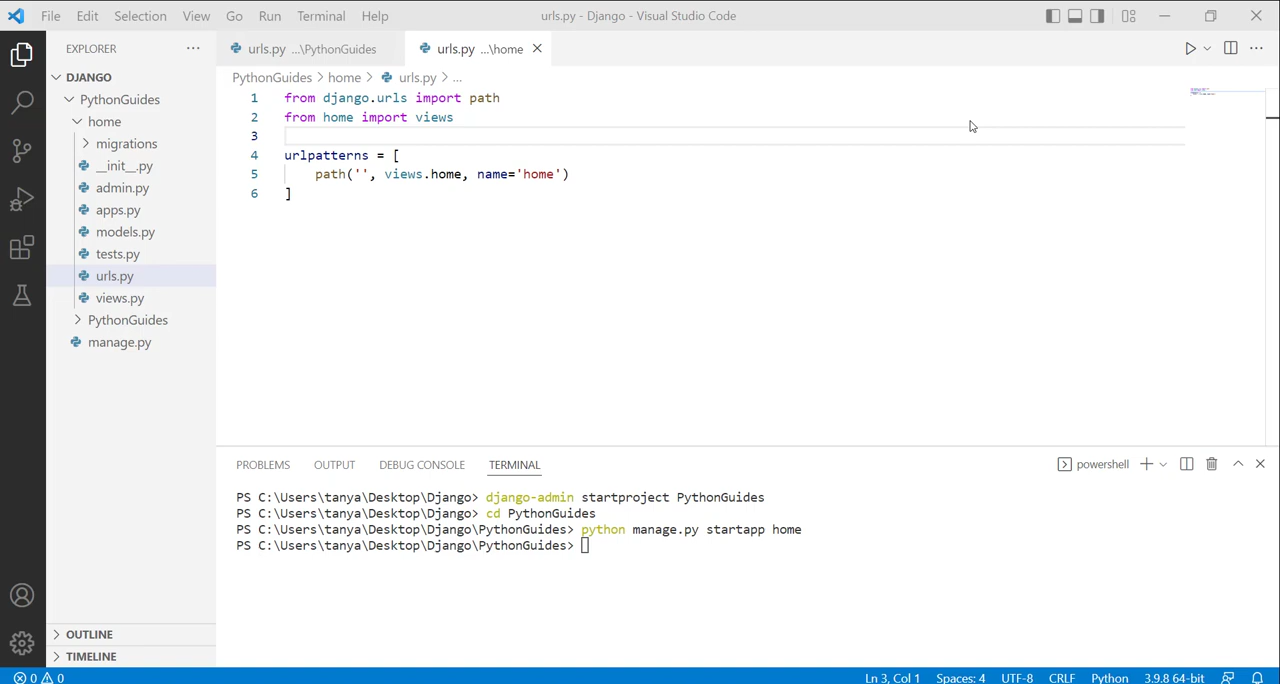 File Edit Selection View Go Run Terminal Help urls.py - Django - Visual Studio Code
EXPLORER ...
urls.py ...\PythonGuides urls.py ...\home
DJANGO
PythonGuides
home
migrations
__init__.py
admin.py
apps.py
models.py
tests.py
urls.py
views.py
PythonGuides
manage.py
OUTLINE
TIMELINE
PythonGuides > home > urls.py > ...
1 from django.urls import path
2 from home import views
3
4 urlpatterns = [
5 path('', views.home, name='home')
6 ]
PROBLEMS OUTPUT DEBUG CONSOLE TERMINAL powershell
PS C:\Users\tanya\Desktop\Django> django-admin startproject PythonGuides
PS C:\Users\tanya\Desktop\Django> cd PythonGuides
PS C:\Users\tanya\Desktop\Django\PythonGuides> python manage.py startapp home
PS C:\Users\tanya\Desktop\Django\PythonGuides>
0 0 Ln 3, Col 1 Spaces: 4 UTF-8 CRLF Python 3.9.8 64-bit